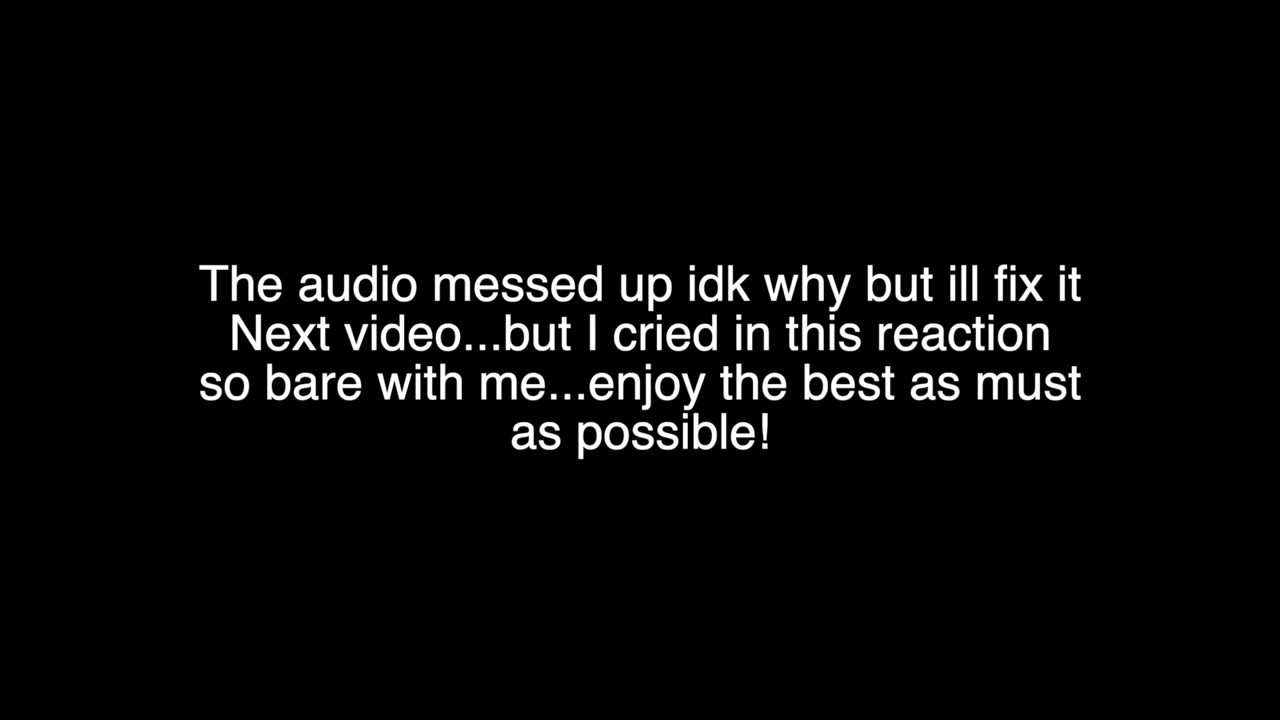 The audio messed up idk why but ill fix it
Next video...but I cried in this reaction
so bare with me...enjoy the best as must
as possible!